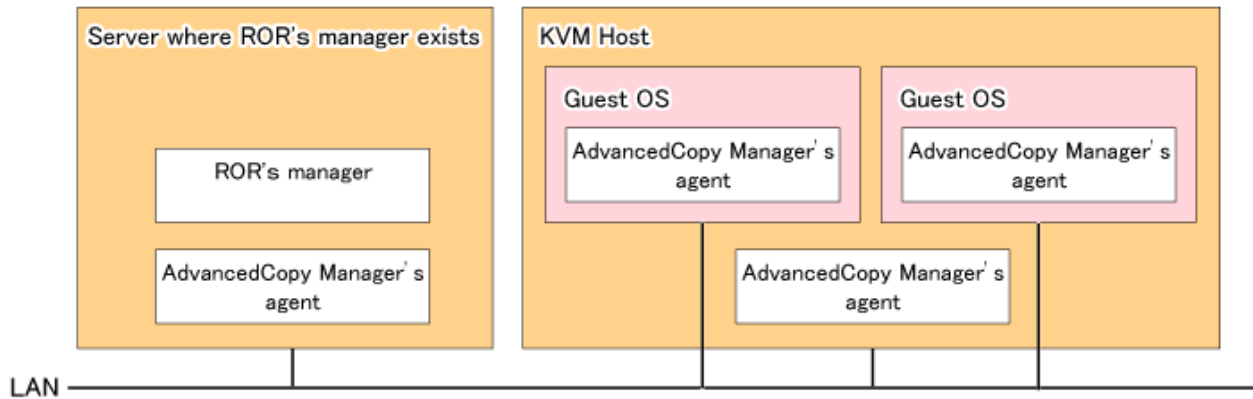 Server where ROR's manager exists
ROR's manager
AdvancedCopy Manager's
agent
KVM Host
Guest OS
AdvancedCopy Manager's
agent
Guest OS
AdvancedCopy Manager's
agent
AdvancedCopy Manager's
agent
LAN